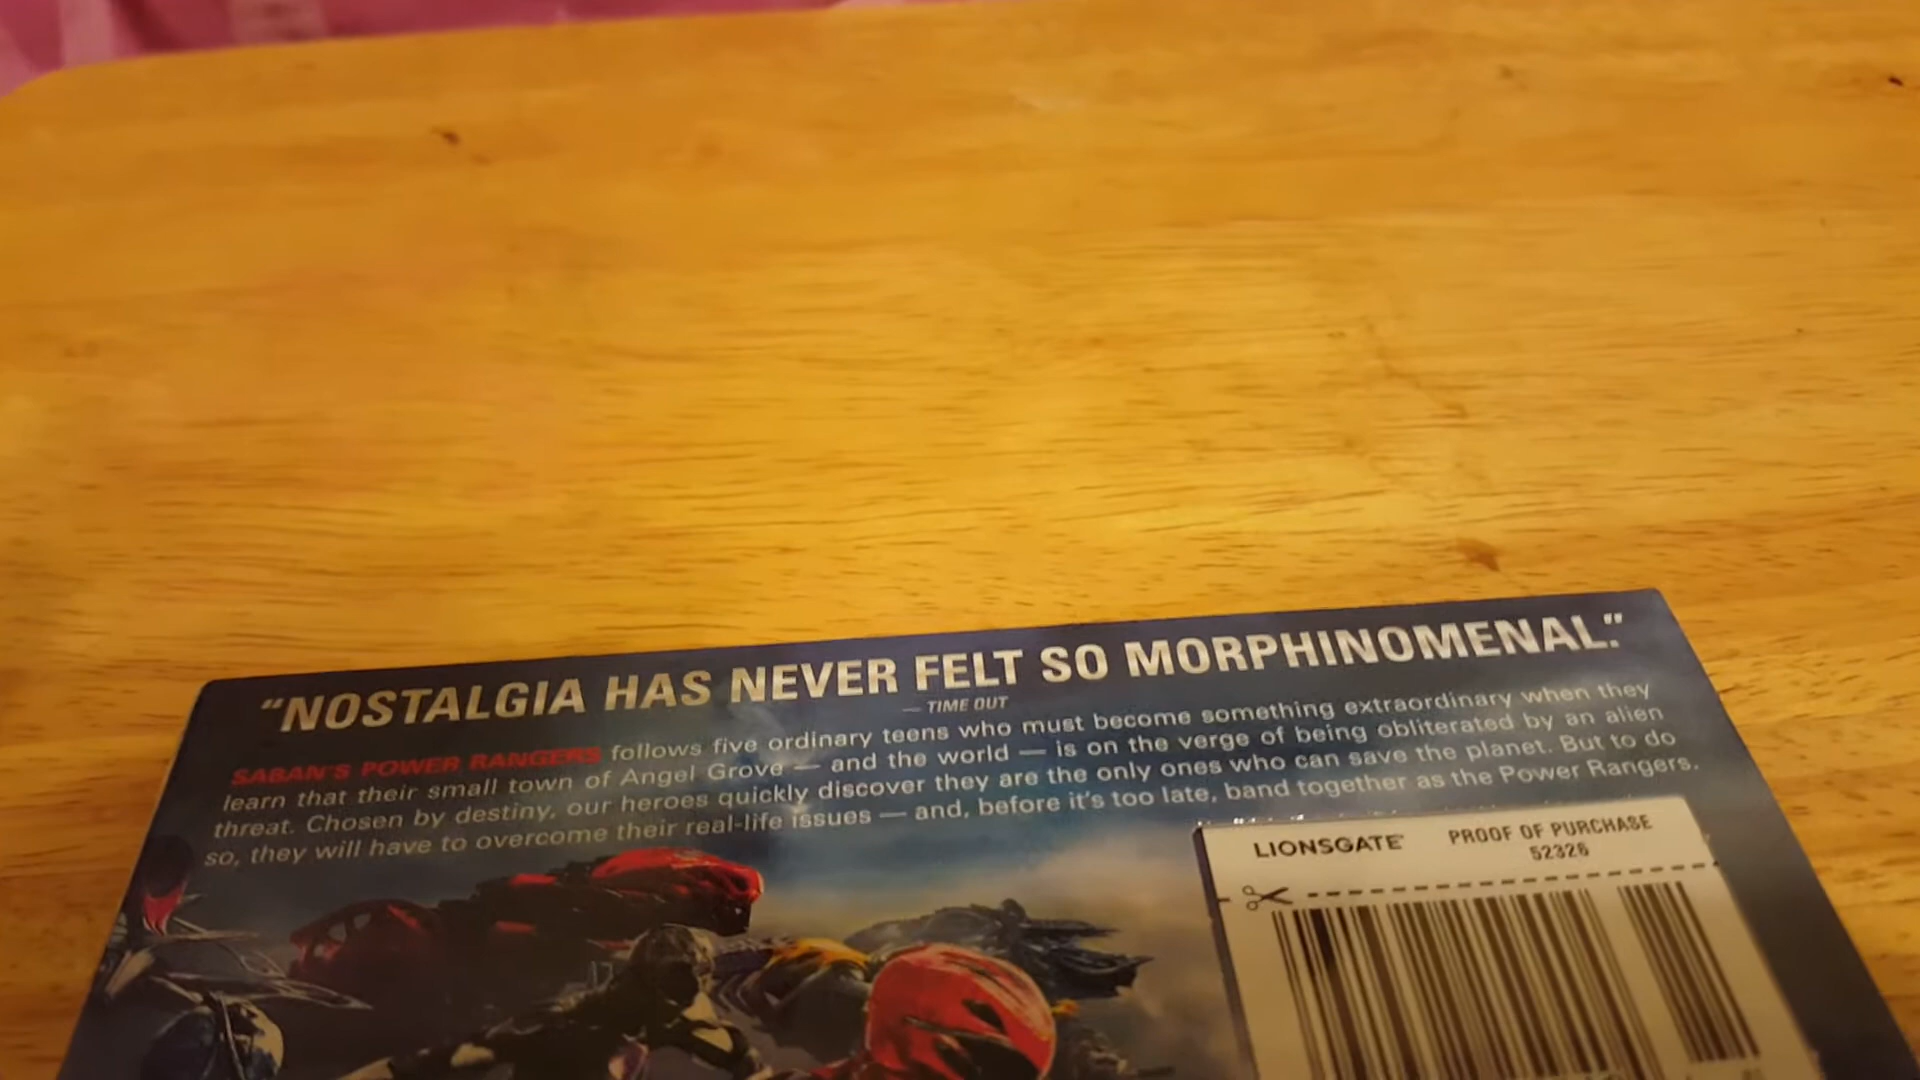 “NOSTALGIA HAS NEVER FELT SO MORPHINOMENAL.”
— TIME OUT
SABAN'S POWER RANGERS follows five ordinary teens who must become something extraordinary when they
learn that their small town of Angel Grove — and the world — is on the verge of being obliterated by an alien
threat. Chosen by destiny, our heroes quickly discover they are the only ones who can save the planet. But to do
so, they will have to overcome their real-life issues — and, before it's too late, band together as the Power Rangers.
LIONSGATE
PROOF OF PURCHASE
52326